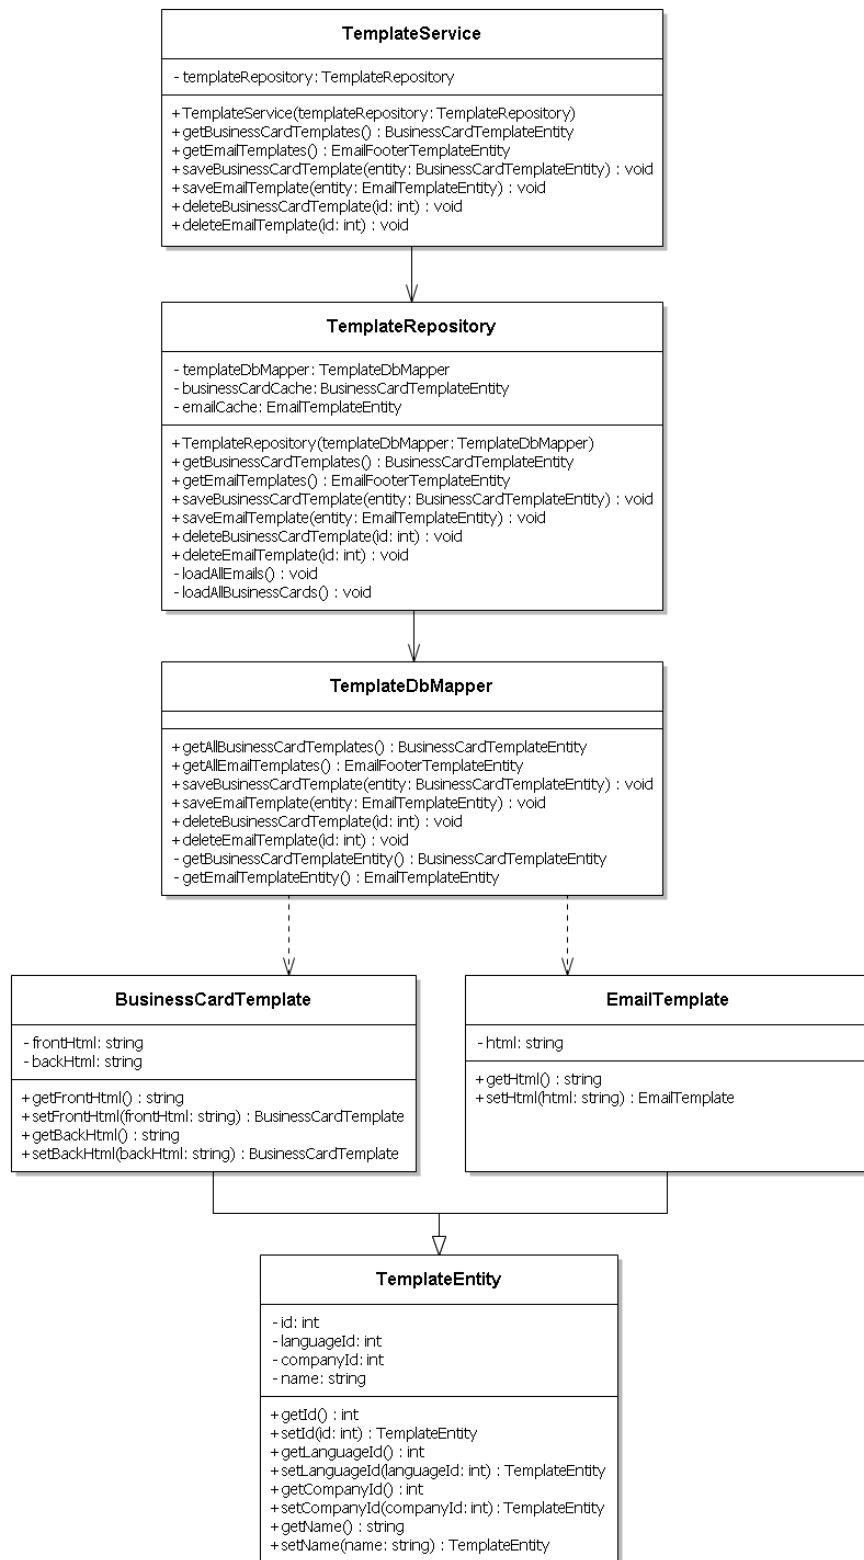 TemplateService
- templateRepository: TemplateRepository
+ TemplateService(templateRepository: TemplateRepository)
+ getBusinessCardTemplates() : BusinessCardTemplateEntity
+ getEmailTemplates() : EmailFooterTemplateEntity
+ saveBusinessCardTemplate(entity: BusinessCardTemplateEntity) : void
+ saveEmailTemplate(entity: EmailTemplateEntity) : void
+ deleteBusinessCardTemplate(id: int) : void
+ deleteEmailTemplate(id: int) : void
TemplateRepository
- templateDbMapper: TemplateDbMapper
- businessCardCache: BusinessCardTemplateEntity
- emailCache: EmailTemplateEntity
+ TemplateRepository(templateDbMapper: TemplateDbMapper)
+ getBusinessCardTemplates() : BusinessCardTemplateEntity
+ getEmailTemplates() : EmailFooterTemplateEntity
+ saveBusinessCardTemplate(entity: BusinessCardTemplateEntity) : void
+ saveEmailTemplate(entity: EmailTemplateEntity) : void
+ deleteBusinessCardTemplate(id: int) : void
+ deleteEmailTemplate(id: int) : void
- loadAllEmails() : void
- loadAllBusinessCards() : void
TemplateDbMapper
+ getAllBusinessCardTemplates() : BusinessCardTemplateEntity
+ getAllEmailTemplates() : EmailFooterTemplateEntity
+ saveBusinessCardTemplate(entity: BusinessCardTemplateEntity) : void
+ saveEmailTemplate(entity: EmailTemplateEntity) : void
+ deleteBusinessCardTemplate(id: int) : void
+ deleteEmailTemplate(id: int) : void
- getBusinessCardTemplateEntity() : BusinessCardTemplateEntity
- getEmailTemplateEntity() : EmailTemplateEntity
BusinessCardTemplate
- frontHtml: string
- backHtml: string
+ getFrontHtml() : string
+ setFrontHtml(frontHtml: string) : BusinessCardTemplate
+ getBackHtml() : string
+ setBackHtml(backHtml: string) : BusinessCardTemplate
EmailTemplate
- html: string
+ getHtml() : string
+ setHtml(html: string) : EmailTemplate
TemplateEntity
- id: int
- languageId: int
- companyId: int
- name: string
+ getId() : int
+ setId(id: int) : TemplateEntity
+ getLanguageId() : int
+ setLanguageId(languageId: int) : TemplateEntity
+ getCompanyId() : int
+ setCompanyId(companyId: int) : TemplateEntity
+ getName() : string
+ setName(name: string) : TemplateEntity